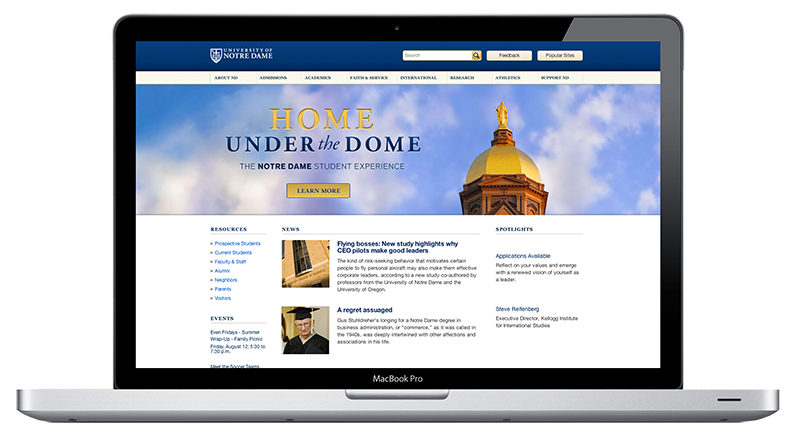 UNIVERSITY OF
NOTRE DAME
Search
Feedback
Popular Sites
ABOUT ND
ADMISSIONS
ACADEMICS
FAITH & SERVICE
INTERNATIONAL
RESEARCH
ATHLETICS
SUPPORT ND
HOME
UNDER the DOME
THE NOTRE DAME STUDENT EXPERIENCE
LEARN MORE
RESOURCES
» Prospective Students
» Current Students
» Faculty & Staff
» Alumni
» Neighbors
» Parents
» Visitors
EVENTS
Even Fridays - Summer
Wrap-Up - Family Picnic
Friday, August 12; 5:30 to
7:30 p.m.
Meet the Soccer Teams
NEWS
Flying bosses: New study highlights why
CEO pilots make good leaders
The kind of risk-seeking behavior that motivates certain
people to fly personal aircraft may also make them effective
corporate leaders, according to a new study co-authored by
professors from the University of Notre Dame and the
University of Oregon.
A regret assuaged
Gus Stuhldreher's longing for a Notre Dame degree in
business administration, or "commerce," as it was called in
the 1940s, was deeply intertwined with other affections and
associations in his life.
SPOTLIGHTS
Applications Available
Reflect on your values and emerge
with a renewed vision of yourself as
a leader.
Steve Reifenberg
Executive Director, Kellogg Institute
for International Studies
MacBook Pro